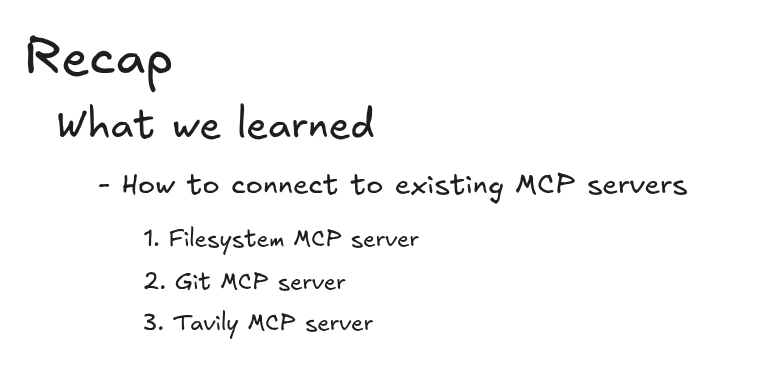 Recap
What we learned
- How to connect to existing MCP servers
1. Filesystem MCP server
2. Git MCP server
3. Tavily MCP server